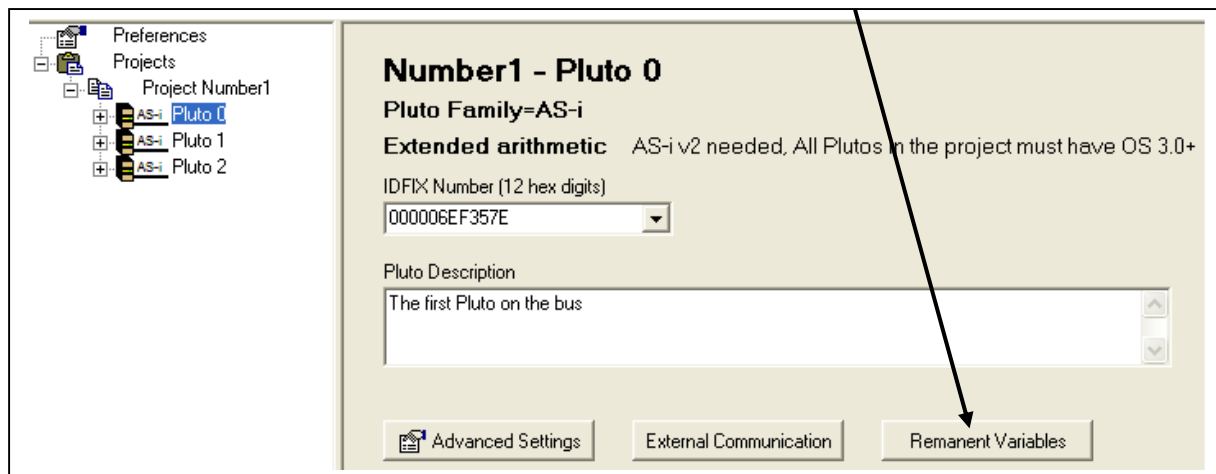 Preferences
Projects
Project Number1
AS-i Pluto 0
AS-i Pluto 1
AS-i Pluto 2
Number1 - Pluto 0
Pluto Family=AS-i
Extended arithmetic AS-i v2 needed, All Plutos in the project must have OS 3.0+
IDFIX Number (12 hex digits)
000006EF357E
Pluto Description
The first Pluto on the bus
Advanced Settings External Communication Remanent Variables